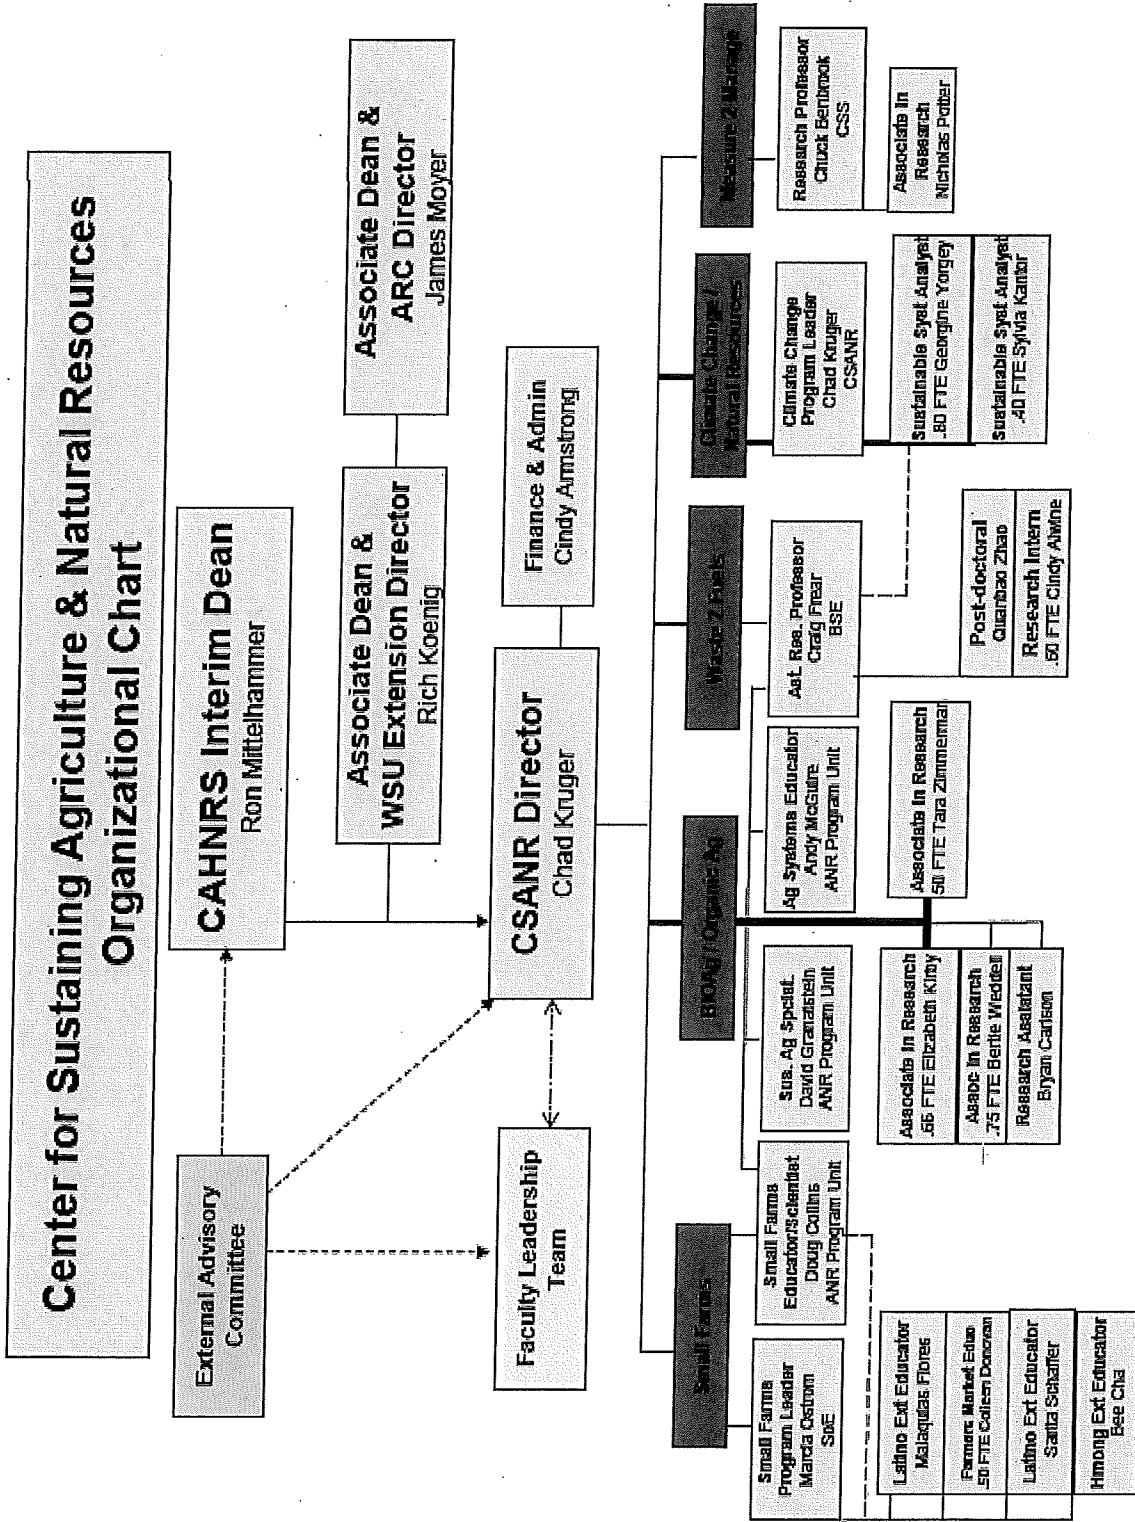 Center for Sustaining Agriculture & Natural Resources
Organizational Chart
External Advisory
Committee
CAHNRS Interim Dean
Ron Mittelhammer
Associate Dean &
WSU Extension Director
Rich Koenig
Associate Dean &
ARC Director
James Moyer
Faculty Leadership
Team
CSANR Director
Chad Kruger
Finance & Admin
Cindy Armstrong
Small Farms
BIOAg / Organic Ag
Waste 2 Fuels
Climate Change /
Natural Resources
Measure 2 Manage
Small Farms
Program Leader
Marcia Ostrom
SoE
Small Farms
Educator/Scientist
Doug Collins
ANR Program Unit
Sus. Ag Spclst.
David Granatstein
ANR Program Unit
Ag Systems Educator
Andy McGuire
ANR Program Unit
Ast. Res. Professor
Craig Frear
BSE
Climate Change
Program Leader
Chad Kruger
CSANR
Research Professor
Chuck Benbrook
CSS
Latino Ext Educator
Malaquias Flores
Farmers Market Educ
.50 FTE Colleen Donovan
Latino Ext Educator
Sarita Schaffer
Hmong Ext Educator
Bee Cha
Associate In Research
.66 FTE Elizabeth Kirby
Assoc In Research
.75 FTE Bertie Weddell
Research Assistant
Bryan Carlson
Associate In Research
50 FTE Tara Zimmerman
Post-doctoral
Quanbao Zhao
Research Intern
.50 FTE Cindy Alwine
Sustainable Syst Analyst
.80 FTE Georgine Yorgey
Sustainable Syst Analyst
.40 FTE Sylvia Kantor
Associate In
Research
Nicholas Potter